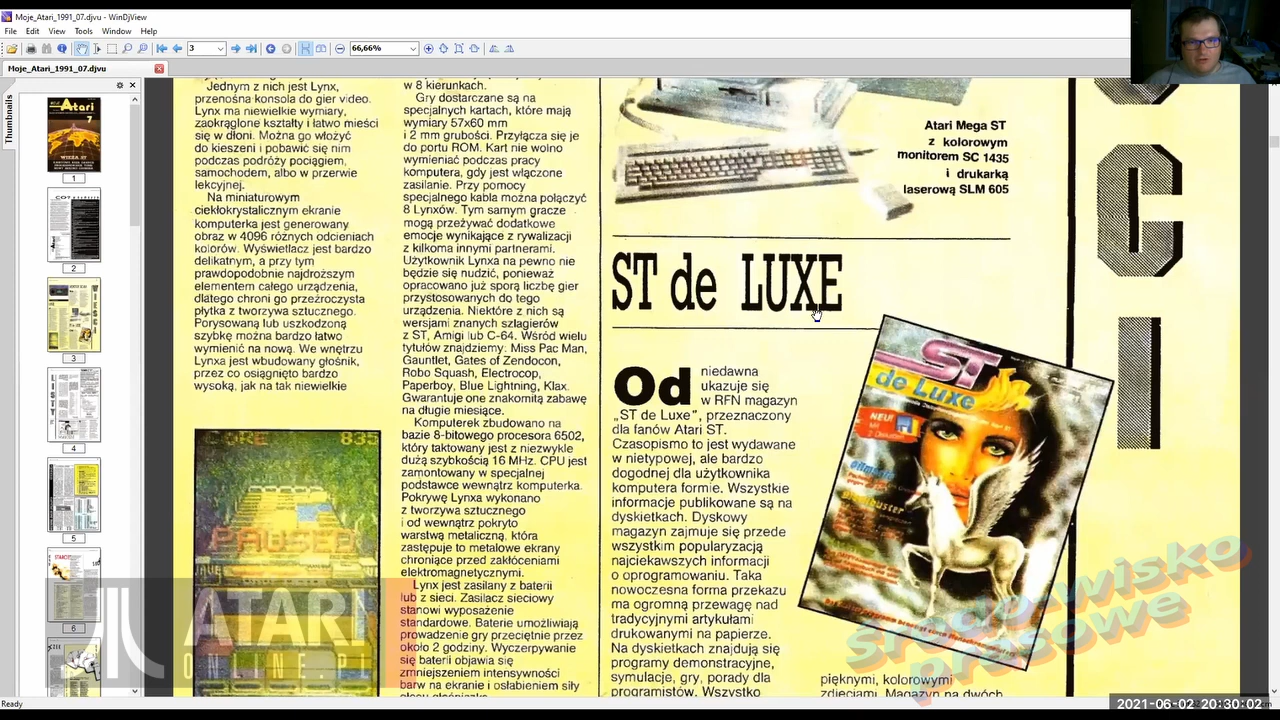 Moje_Atari_1991_07.djvu - WinDjView
File Edit View Tools Window Help
3 66,66%
Moje_Atari_1991_07.djvu
Thumbnails
1
2
3
4
5
6
Jednym z nich jest Lynx,
przenośna konsola do gier video.
Lynx ma niewielkie wymiary,
zaokrąglone kształty i łatwo mieści
się w dłoni. Można go włożyć
do kieszeni i pobawić się nim
podczas podróży pociągiem,
samochodem, albo w przerwie
lekcyjnej.
Na miniaturowym
ciekłokrystalicznym ekranie
komputerka jest generowany
obraz w 4096 różnych odcieniach
kolorów. Wyświetlacz jest bardzo
delikatnym, a przy tym
prawdopodobnie najdroższym
elementem całego urządzenia,
dlatego chroni go przeźroczysta
płytka z tworzywa sztucznego.
Porysowaną lub uszkodzoną
szybkę można bardzo łatwo
wymienić na nową. We wnętrzu
Lynxa jest wbudowany głośnik,
przez co osiągnięto bardzo
wysoką, jak na tak niewielkie
835
w 8 kierunkach.
Gry dostarczane są na
specjalnych kartach, które mają
wymiary 57x60 mm
i 2 mm grubości. Przyłącza się je
do portu ROM. Kart nie wolno
wymieniać podczas pracy
komputera, gdy jest włączone
zasilanie. Przy pomocy
specjalnego kabla można połączyć
8 Lynxów. Tym samym gracze
mogą przeżywać dodatkowe
emocje wynikające z rywalizacji
z kilkoma innymi partnerami.
Użytkownik Lynxa na pewno nie
będzie się nudzić, ponieważ
opracowano już sporą liczbę gier
przystosowanych do tego
urządzenia. Niektóre z nich są
wersjami znanych szlagierów
z ST, Amigi lub C-64. Wśród wielu
tytułów znajdziemy: Miss Pac Man,
Gauntlet, Gates of Zendocon,
Robo Squash, Electrocop,
Paperboy, Blue Lightning, Klax.
Gwarantuje one znakomitą zabawę
na długie miesiące.
Komputerek zbudowano na
bazie 8-bitowego procesora 6502,
który taktowany jest z niezwykle
dużą szybkością 16 MHz. CPU jest
zamontowany w specjalnej
podstawce wewnątrz komputerka.
Pokrywę Lynxa wykonano
z tworzywa sztucznego
i od wewnątrz pokryto
warstwą metaliczną, która
zastępuje to metalowe ekrany
chroniące przed zakłóceniami
elektromagnetycznymi.
Lynx jest zasilany z baterii
lub z sieci. Zasilacz sieciowy
stanowi wyposażenie
standardowe. Baterie umożliwiają
prowadzenie gry przeciętnie przez
około 2 godziny. Wyczerpywanie
się baterii objawia się
zmniejszeniem intensywności
barw na ekranie i osłabieniem siły
Atari Mega ST
z kolorowym
monitorem SC 1435
i drukarką
laserową SLM 605
ST de LUXE
Od niedawna
ukazuje się
w RFN magazyn
„ST de Luxe", przeznaczony
dla fanów Atari ST.
Czasopismo to jest wydawane
w nietypowej, ale bardzo
dogodnej dla użytkownika
komputera formie. Wszystkie
informacje publikowane są na
dyskietkach. Dyskowy
magazyn zajmuje się przede
wszystkim popularyzacją
najciekawszych informacji
o oprogramowaniu. Taka
nowoczesna forma przekazu
ma ogromną przewagę nad
tradycyjnymi artykułami
drukowanymi na papierze.
Na dyskietkach znajdują się
programy demonstracyjne,
symulacje, gry, porady dla
programistów. Wszystko
pięknymi, kolorowymi
zdjęciami. Magazyn na dwóch
ST
de Luxe
NEU!
C
I
ATARI
ONLINE.PL
środowisko
prasowe
Ready
2021-06-02 20:30:02